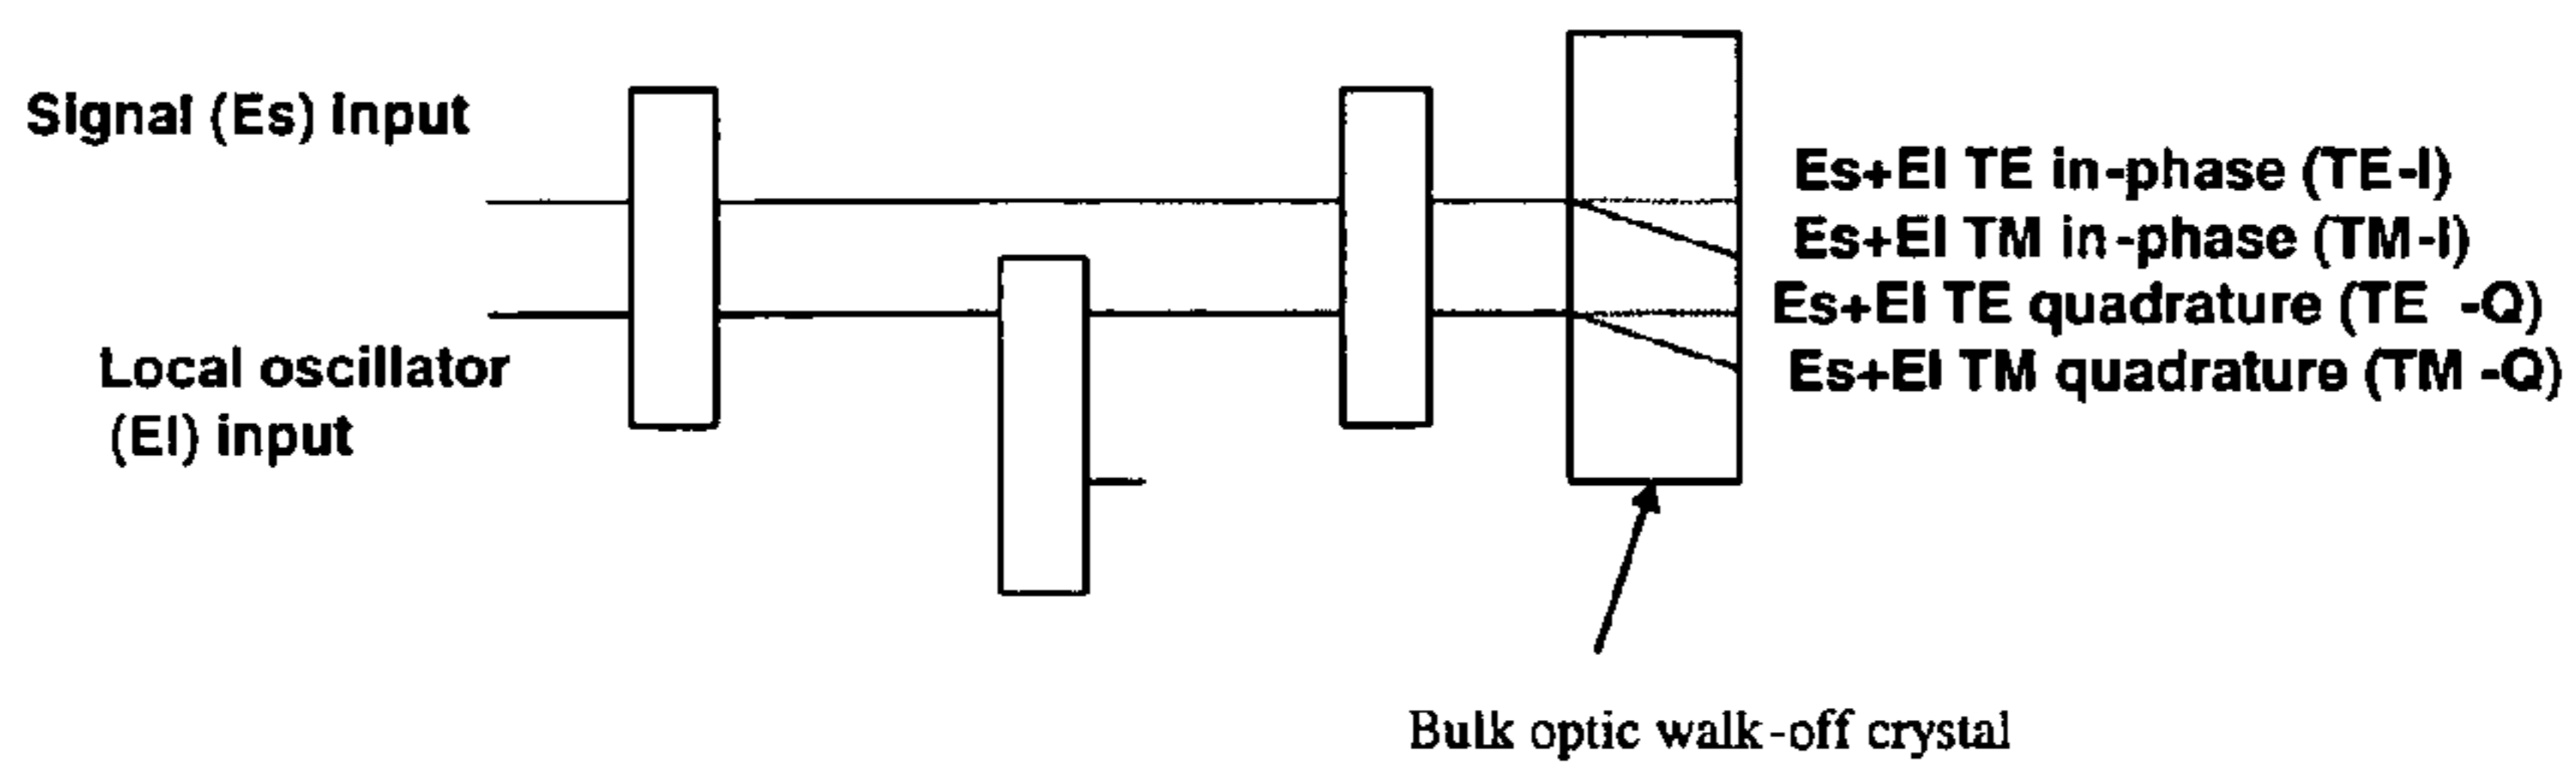 Signal (Es) Input
Local oscillator
(El) input
Es+El TE in-phase (TE-I)
Es+El TM in-phase (TM-I)
Es+El TE quadrature (TE -Q)
Es+El TM quadrature (TM -Q)
Bulk optic walk-off crystal